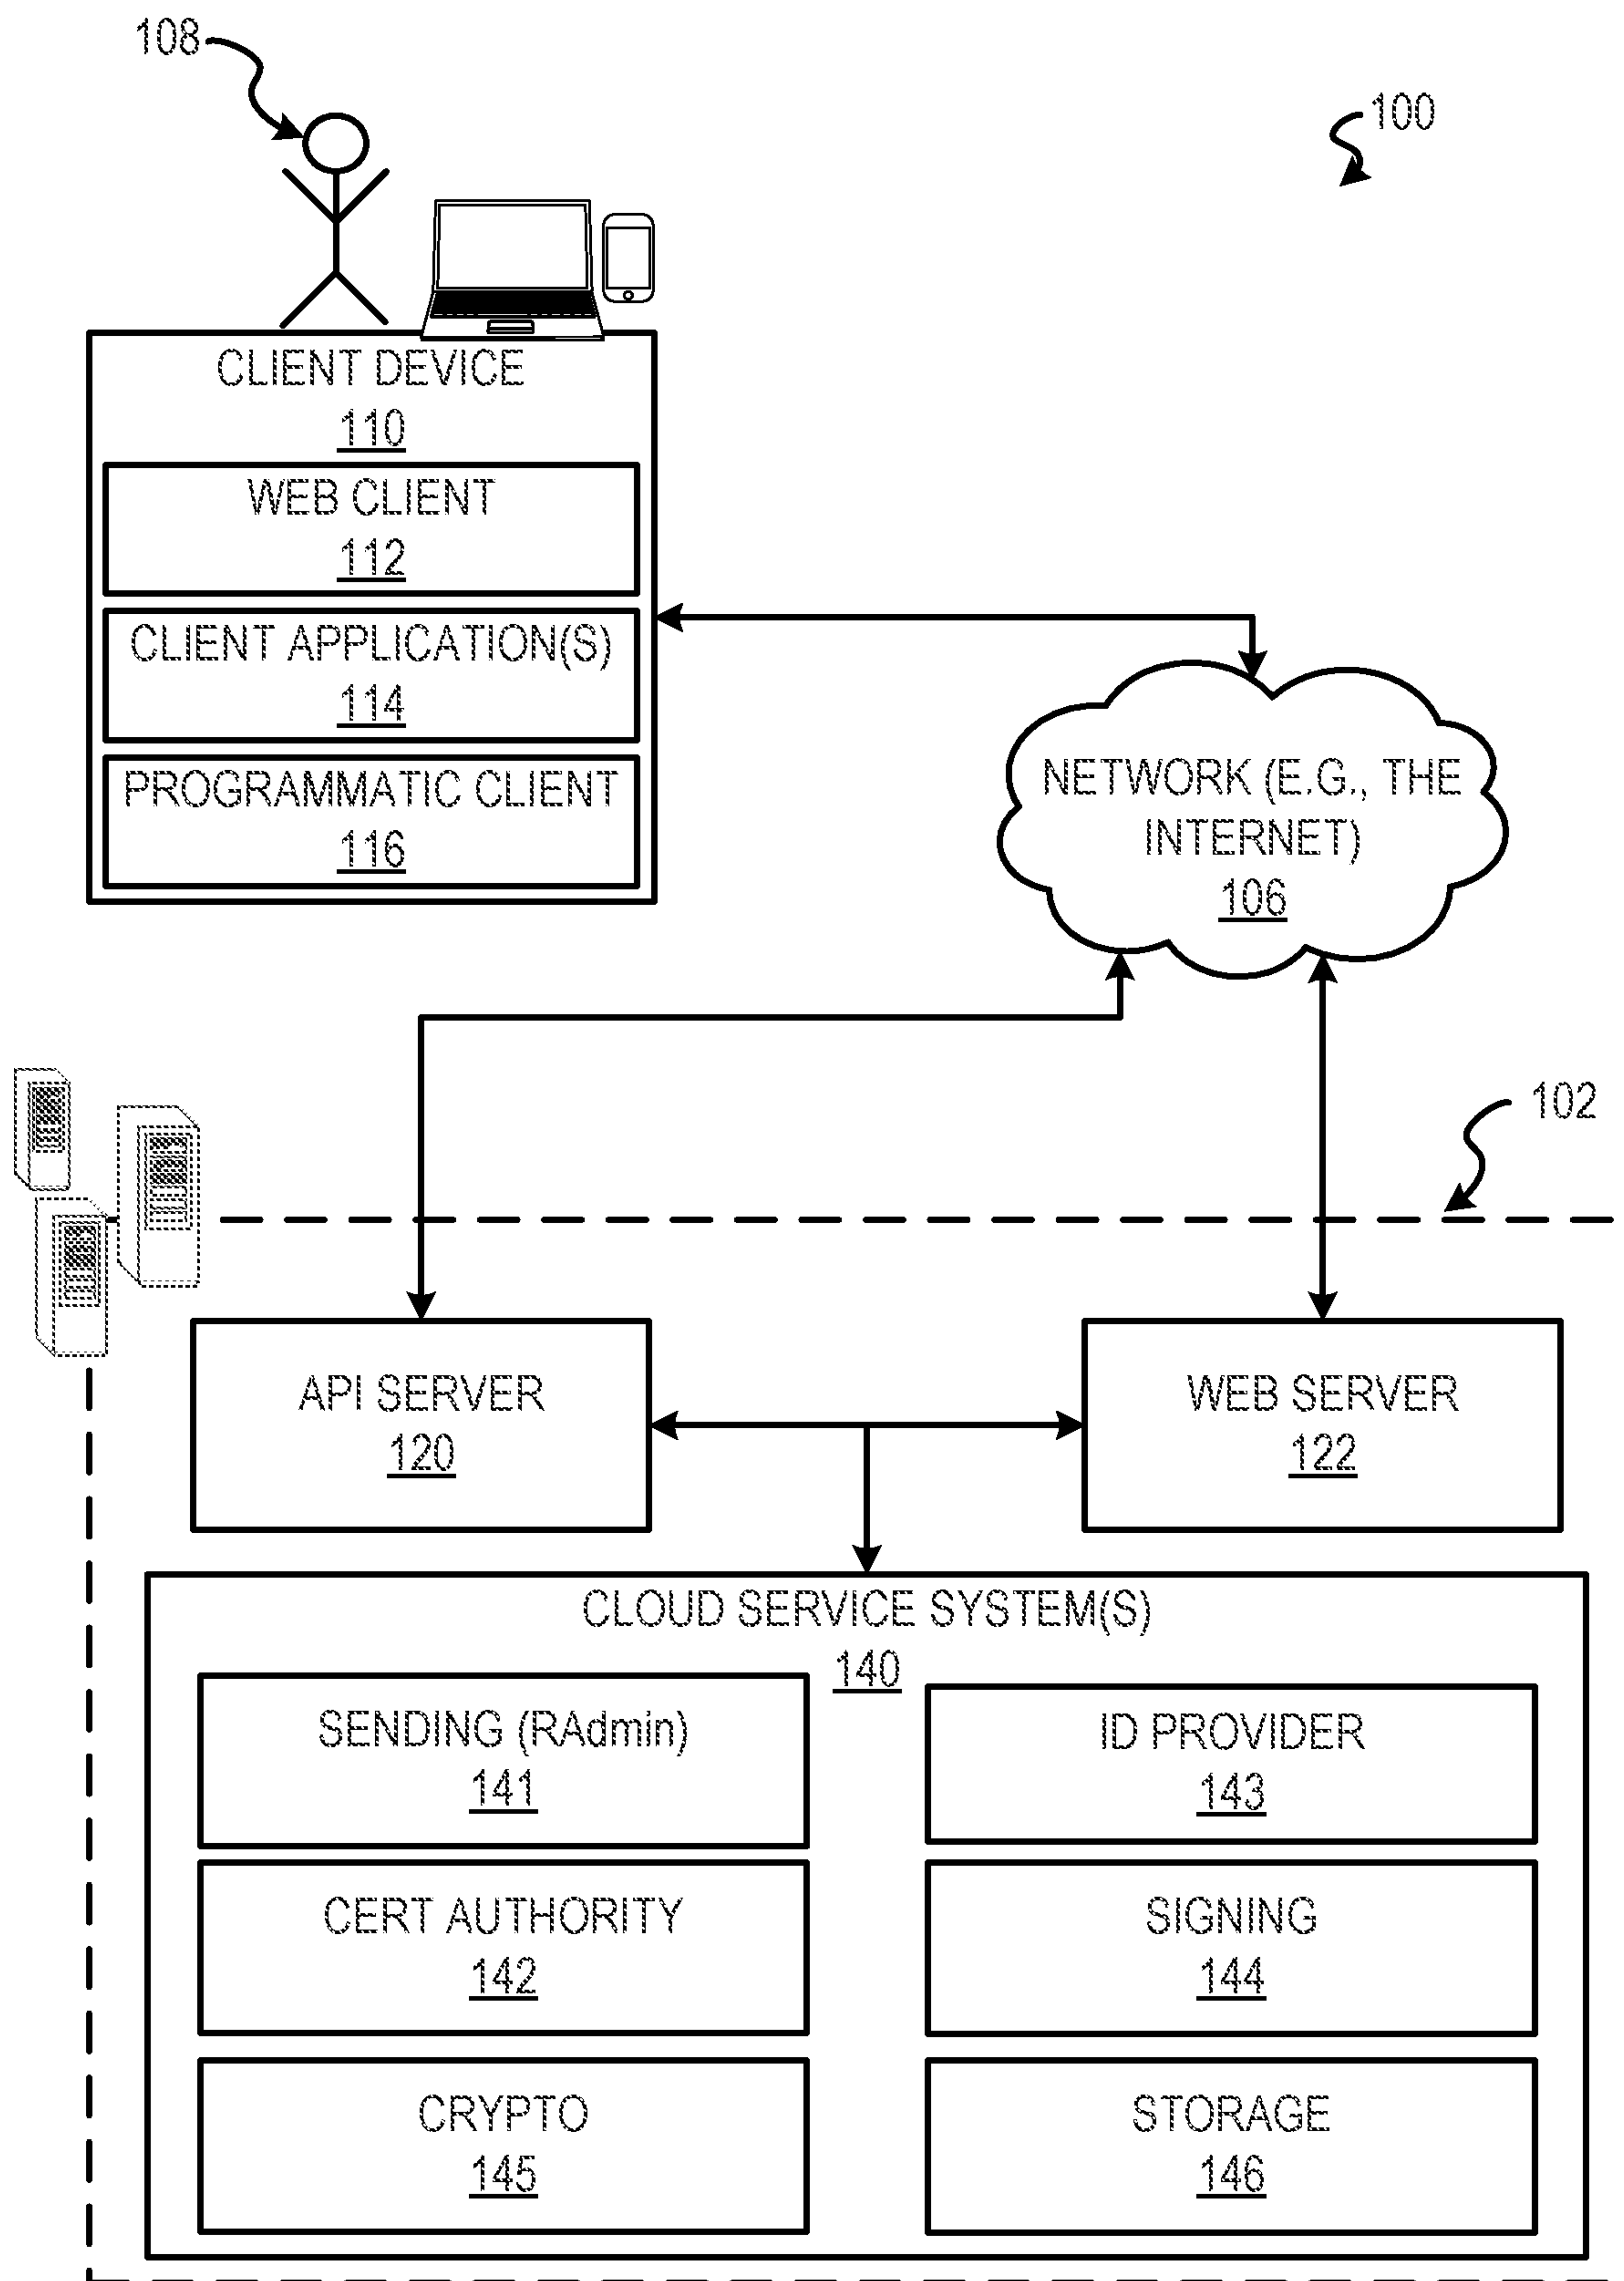 108
100
CLIENT DEVICE
110
WEB CLIENT
112
CLIENT APPLICATION(S)
114
PROGRAMMATIC CLIENT
116
NETWORK (E.G., THE
INTERNET)
106
102
API SERVER
120
WEB SERVER
122
CLOUD SERVICE SYSTEM(S)
140
SENDING (RAdmin)
141
ID PROVIDER
143
CERT AUTHORITY
142
SIGNING
144
CRYPTO
145
STORAGE
146